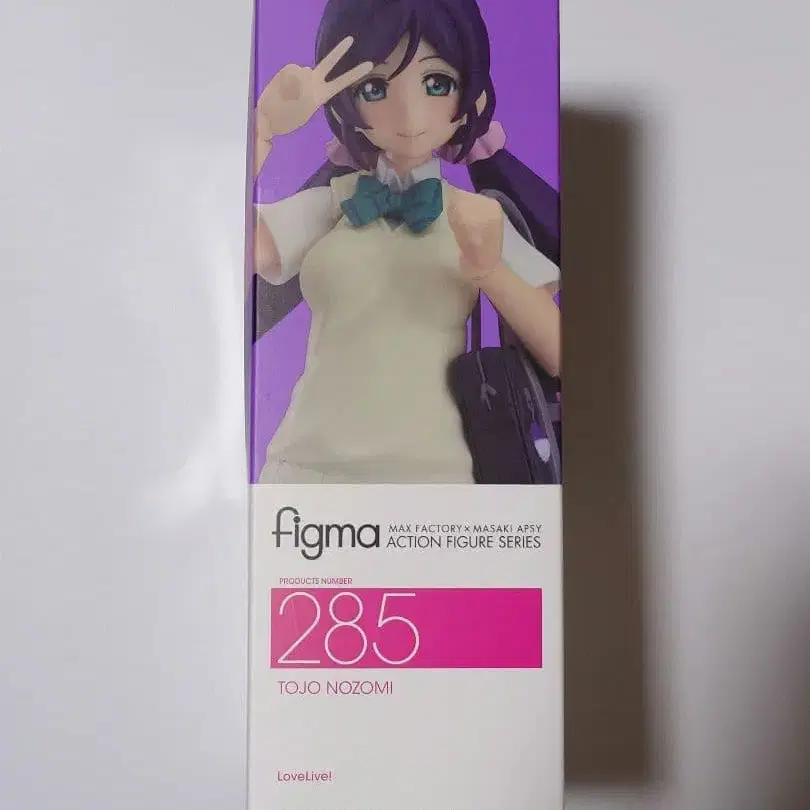 figma
MAX FACTORY × MASAKI APSY
ACTION FIGURE SERIES
PRODUCTS NUMBER
285
TOJO NOZOMI
LoveLive!